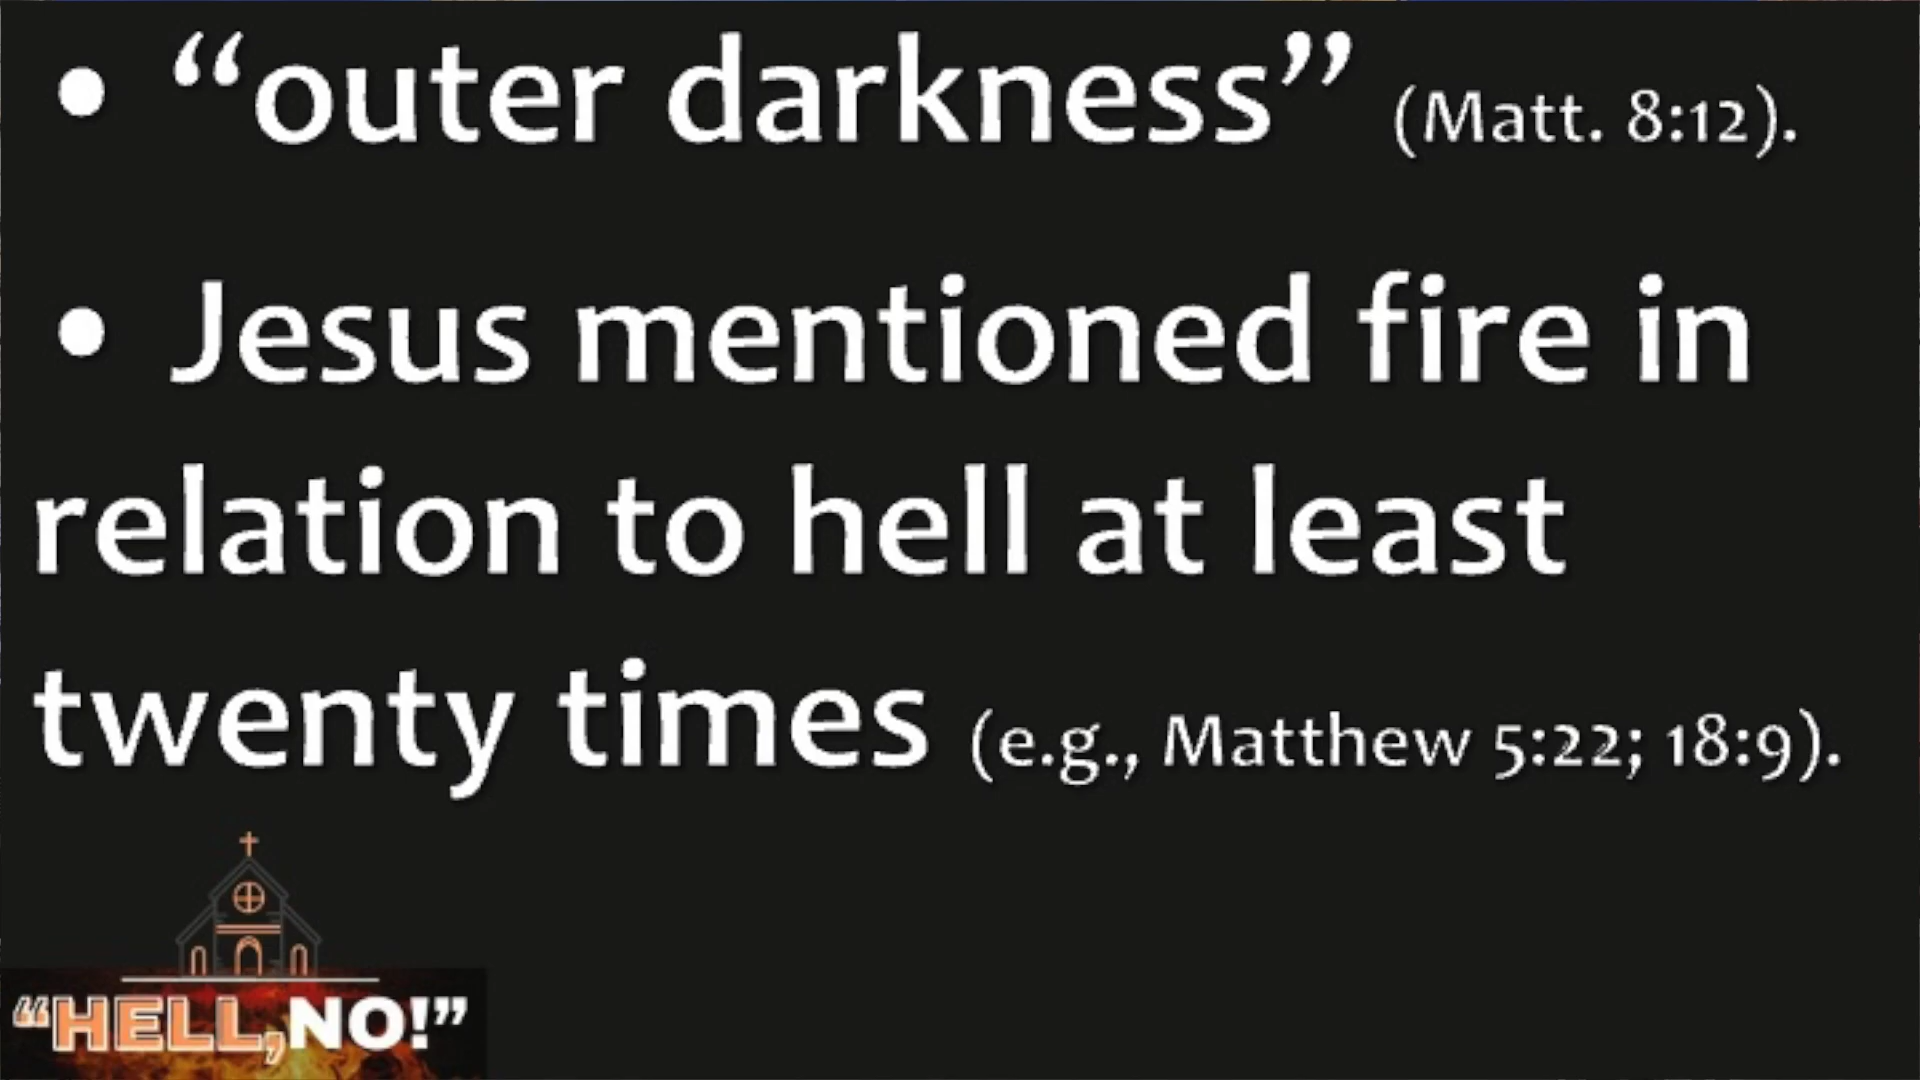 • “outer darkness” (Matt. 8:12).
• Jesus mentioned fire in
relation to hell at least
twenty times (e.g., Matthew 5:22; 18:9).
“HELL, NO!”